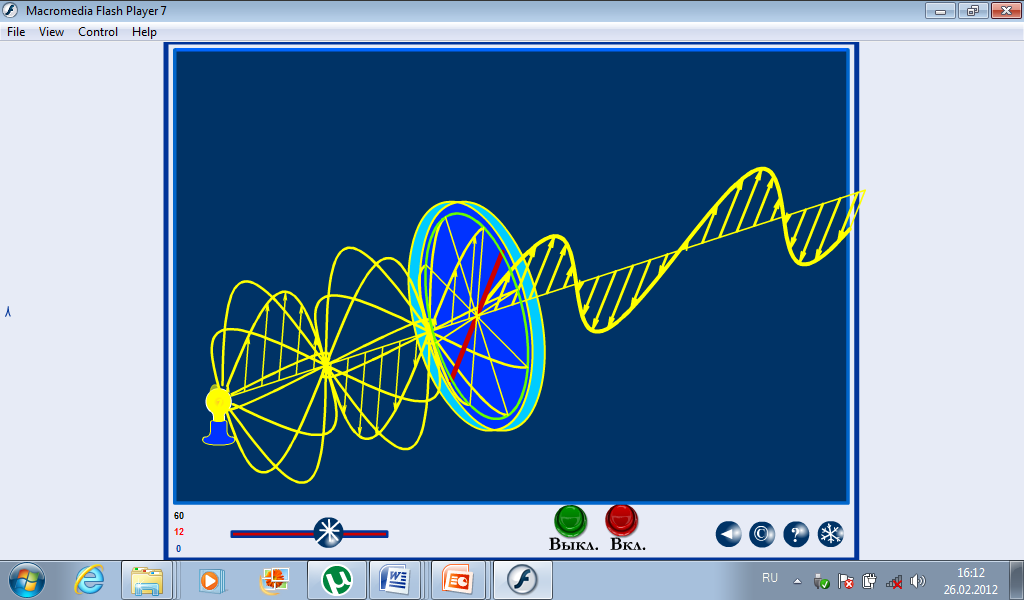 Macromedia Flash Player 7
File View Control Help
60
12
0
Выкл. Вкл.
©
?
RU
16:12
26.02.2012